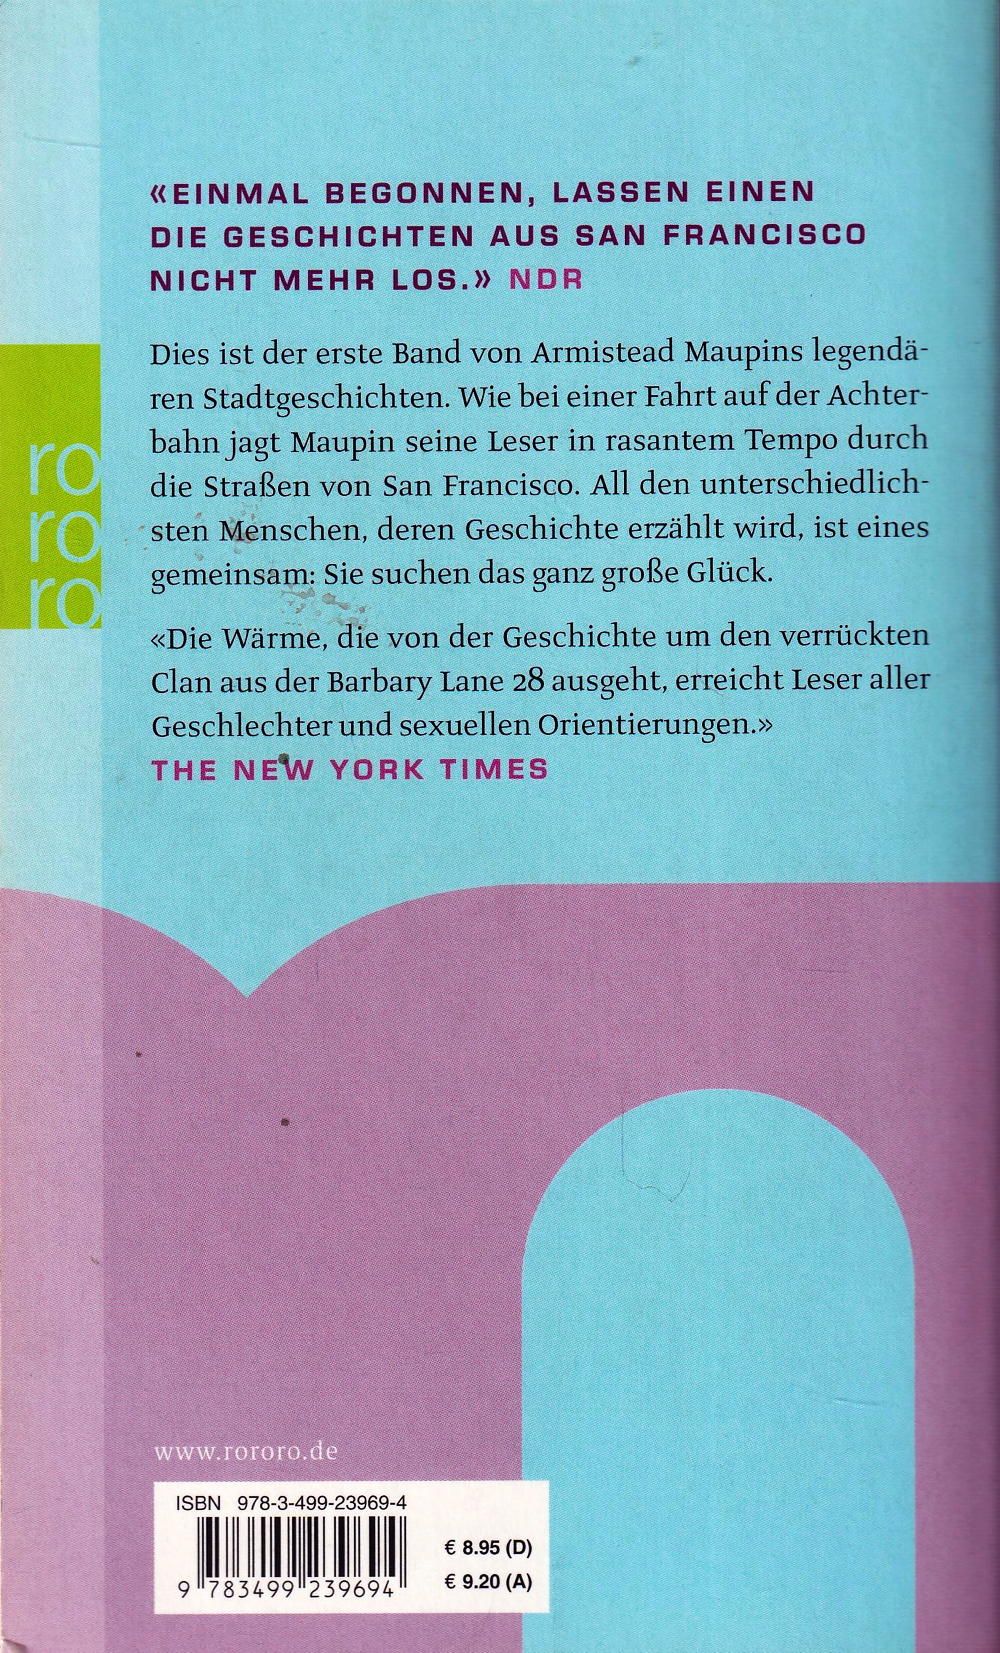 «EINMAL BEGONNEN, LASSEN EINEN
DIE GESCHICHTEN AUS SAN FRANCISCO
NICHT MEHR LOS.» NDR
Dies ist der erste Band von Armistead Maupins legendä-
ren Stadtgeschichten. Wie bei einer Fahrt auf der Achter-
bahn jagt Maupin seine Leser in rasantem Tempo durch
die Straßen von San Francisco. All den unterschiedlich-
sten Menschen, deren Geschichte erzählt wird, ist eines
gemeinsam: Sie suchen das ganz große Glück.
«Die Wärme, die von der Geschichte um den verrückten
Clan aus der Barbary Lane 28 ausgeht, erreicht Leser aller
Geschlechter und sexuellen Orientierungen.»
THE NEW YORK TIMES
ro
ro
ro
www.rororo.de
ISBN 978-3-499-23969-4
€ 8.95 (D)
€ 9.20 (A)
9 783499 239694